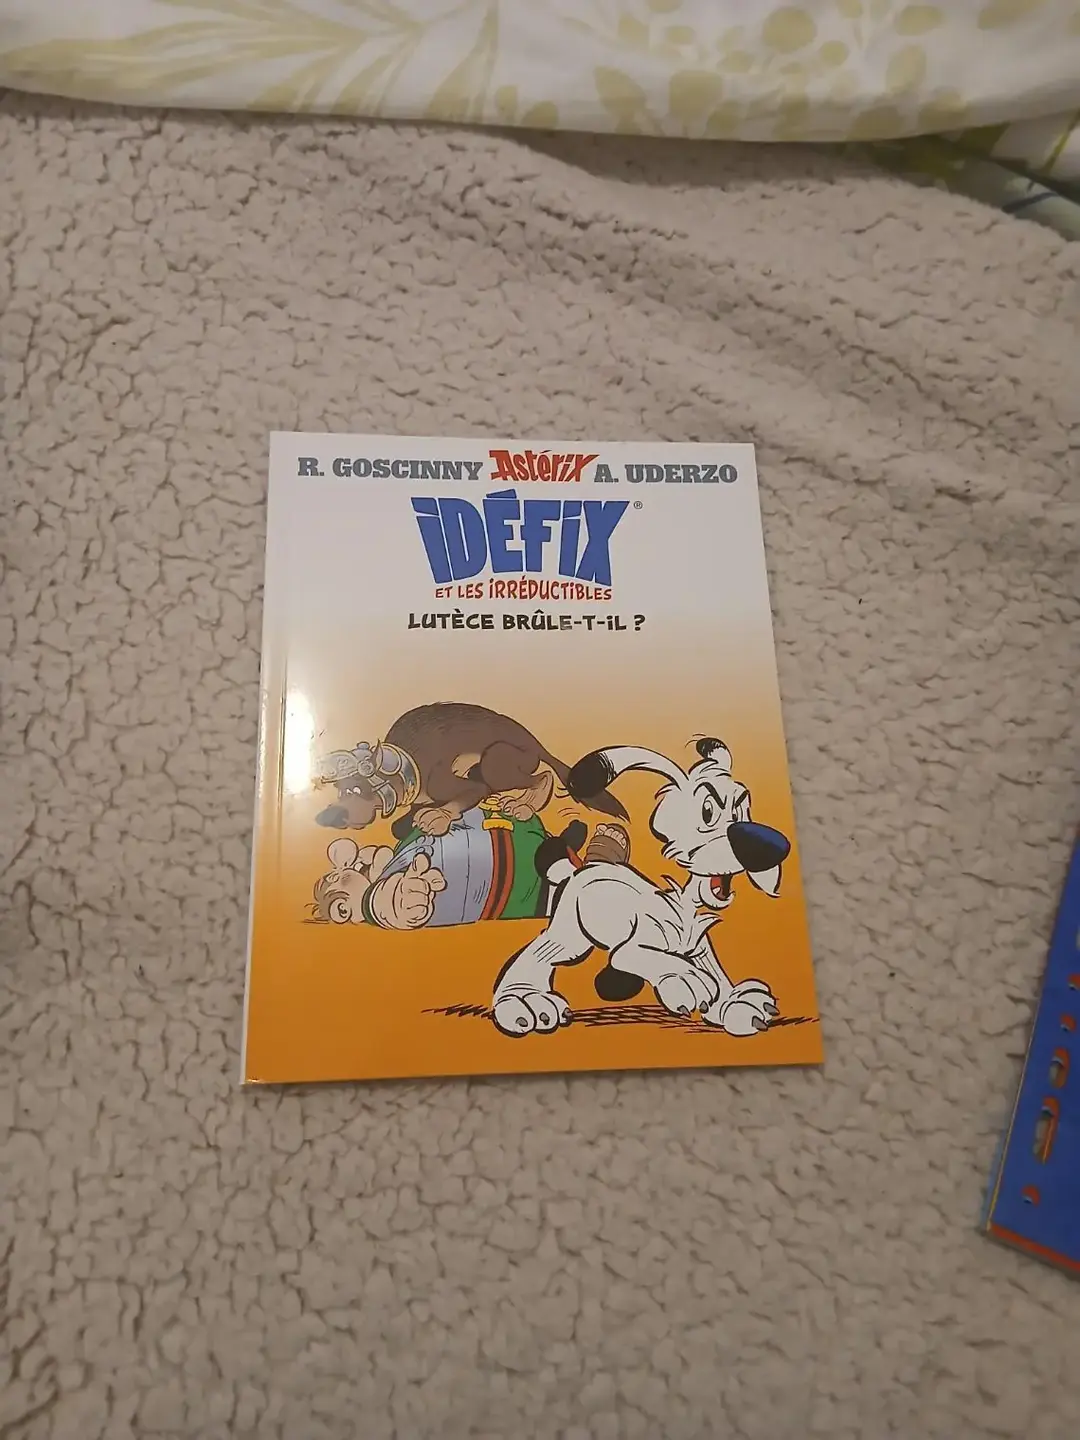 R. GOSCINNY Astérix A. UDERZO
IDÉFIX®
ET LES IRRÉDUCTIBLES
LUTÈCE BRÛLE-T-IL ?